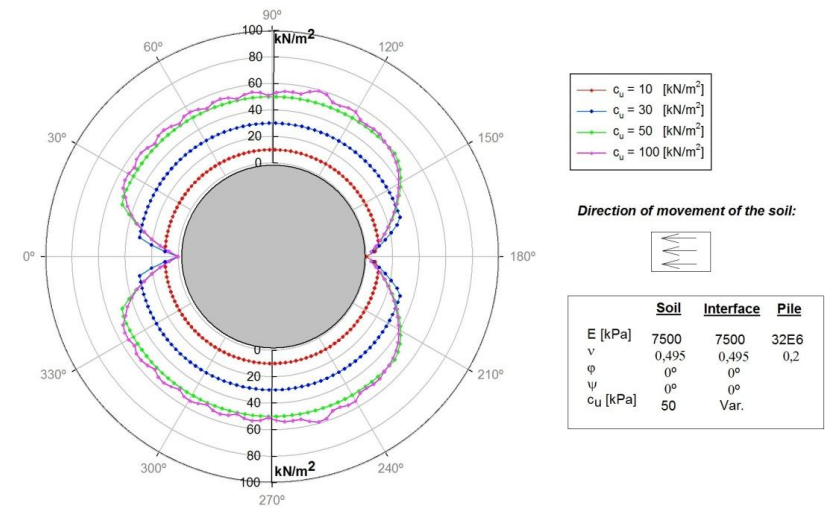 90º
100
kN/m2
60º
120º
80
60
40
30º
150º
20
0
0º
180º
0
20
330º
210º
40
60
300º
240º
80
kN/m2
100
270º
cu = 10 [kN/m2]
cu = 30 [kN/m2]
cu = 50 [kN/m2]
cu = 100 [kN/m2]
Direction of movement of the soil:
Soil Interface Pile
E [kPa] 7500 7500 32E6
ν 0,495 0,495 0,2
φ 0º 0º
ψ 0º 0º
cu [kPa] 50 Var.